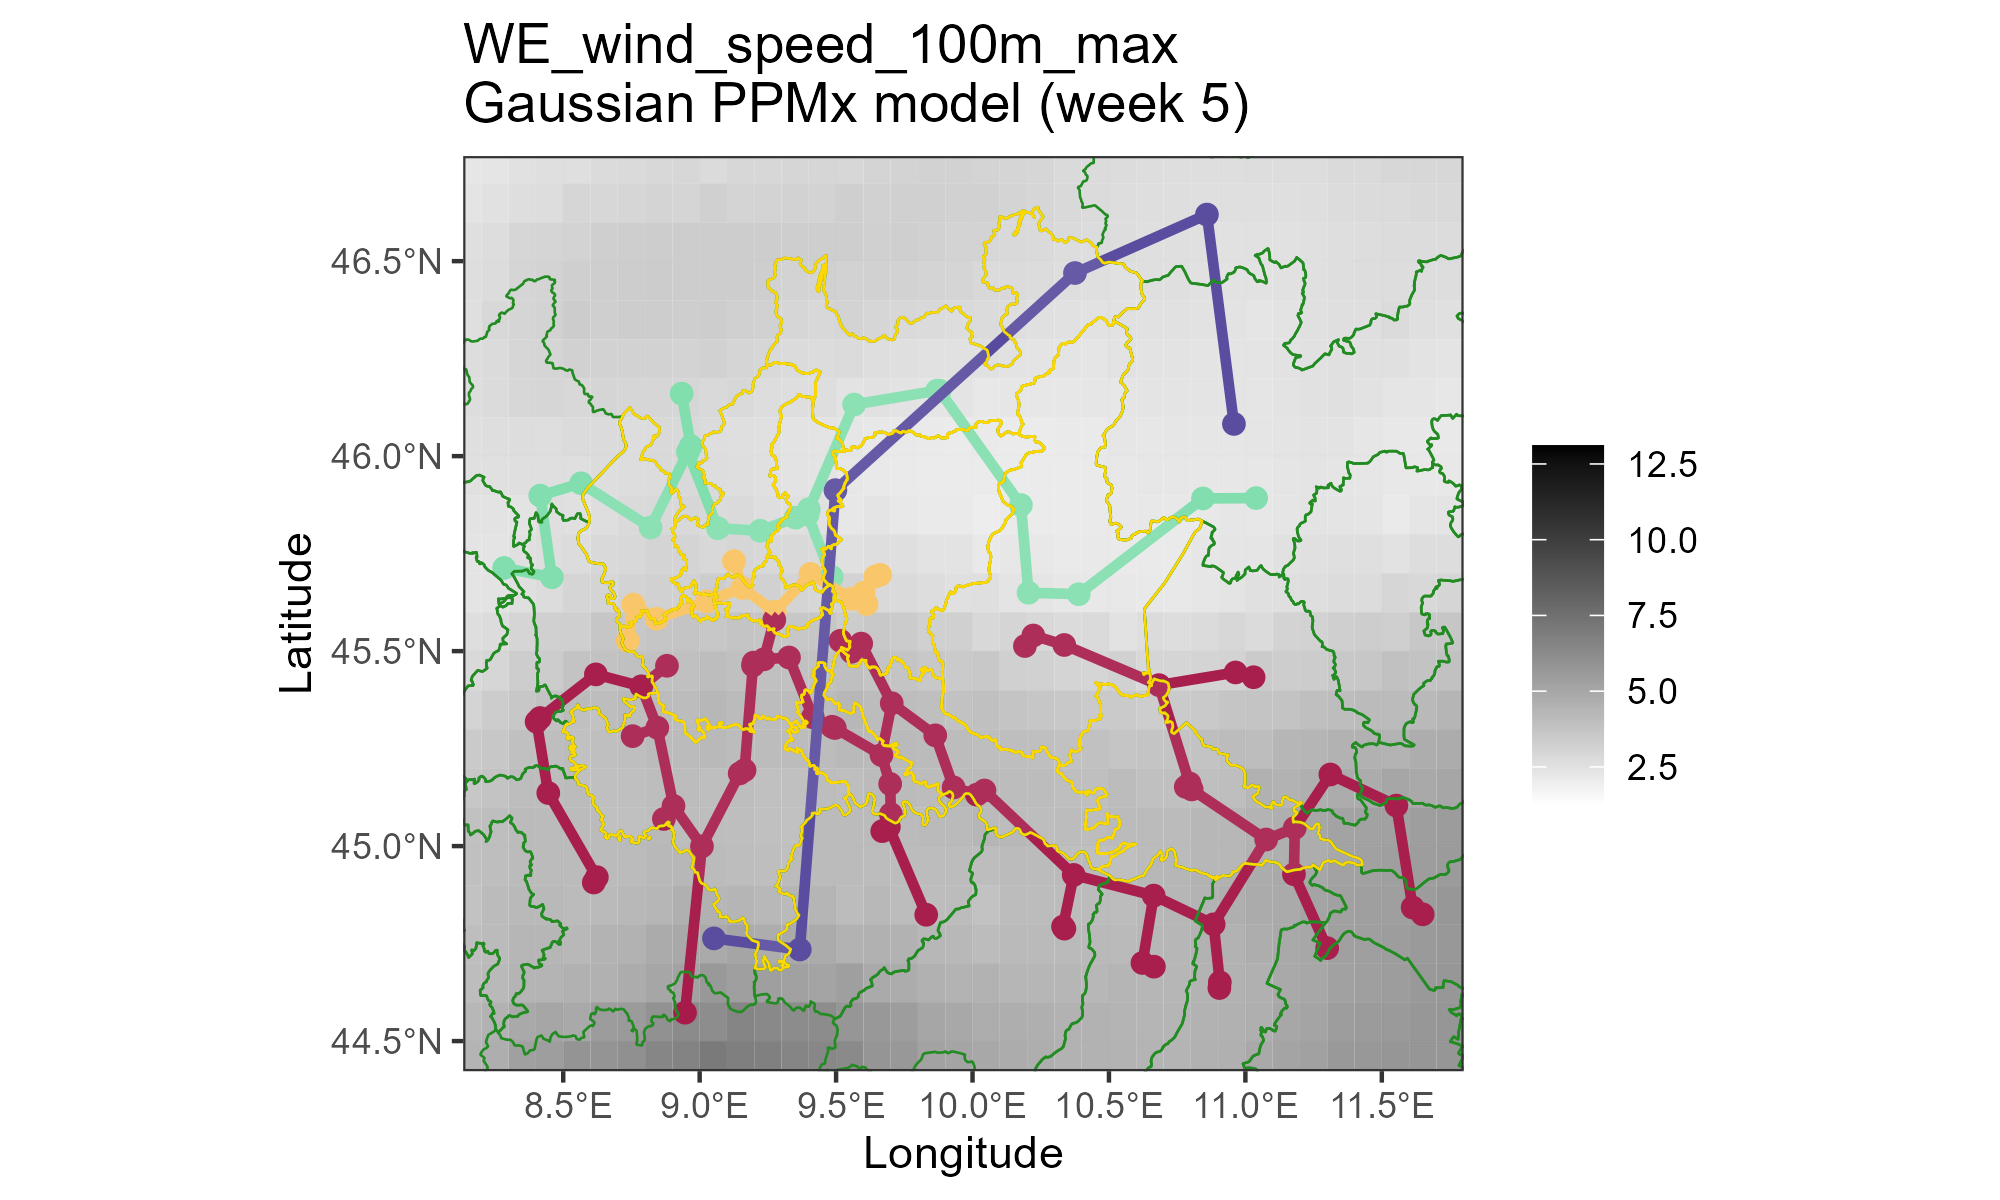 WE_wind_speed_100m_max
Gaussian PPMx model (week 5)
Latitude
46.5°N
46.0°N
45.5°N
45.0°N
44.5°N
8.5°E 9.0°E 9.5°E 10.0°E 10.5°E 11.0°E 11.5°E
Longitude
12.5
10.0
7.5
5.0
2.5